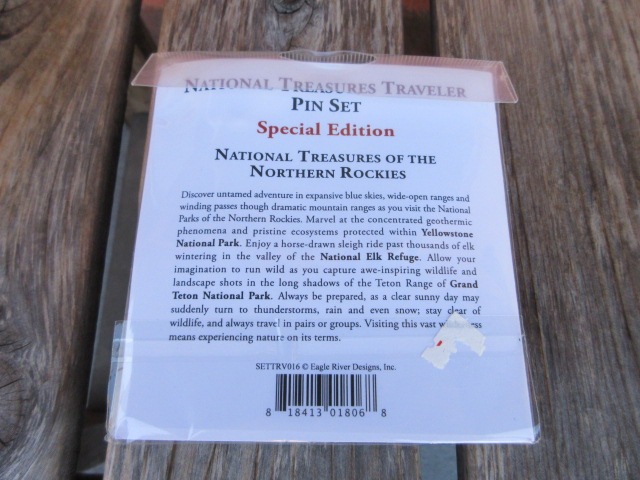 NATIONAL TREASURES TRAVELER
PIN SET
Special Edition
NATIONAL TREASURES OF THE
NORTHERN ROCKIES
Discover untamed adventure in expansive blue skies, wide-open ranges and
winding passes though dramatic mountain ranges as you visit the National
Parks of the Northern Rockies. Marvel at the concentrated geothermic
phenomena and pristine ecosystems protected within Yellowstone
National Park. Enjoy a horse-drawn sleigh ride past thousands of elk
wintering in the valley of the National Elk Refuge. Allow your
imagination to run wild as you capture awe-inspiring wildlife and
landscape shots in the long shadows of the Teton Range of Grand
Teton National Park. Always be prepared, as a clear sunny day may
suddenly turn to thunderstorms, rain and even snow; stay clear of
wildlife, and always travel in pairs or groups. Visiting this vast
means experiencing nature on its terms.
SETTRV016 © Eagle River Designs, Inc.
8 18413 01806 8